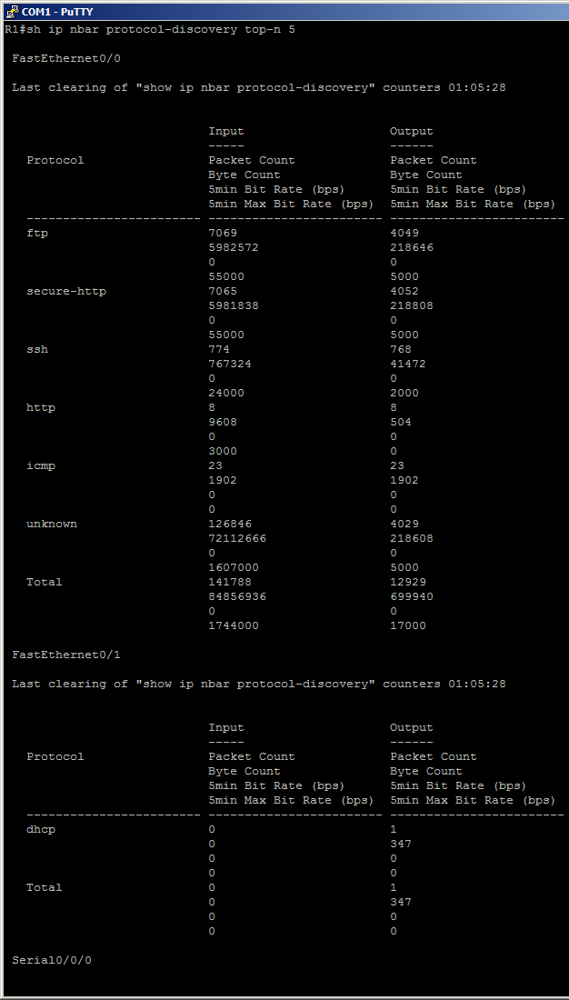 COM1 - PuTTY
R1#sh ip nbar protocol-discovery top-n 5
FastEthernet0/0
Last clearing of "show ip nbar protocol-discovery" counters 01:05:28
Input Output
----- ------
Protocol Packet Count Packet Count
Byte Count Byte Count
5min Bit Rate (bps) 5min Bit Rate (bps)
5min Max Bit Rate (bps) 5min Max Bit Rate (bps)
------------------------ ------------------------ ------------------------
ftp 7069 4049
5982572 218646
0 0
55000 5000
secure-http 7065 4052
5981838 218808
0 0
55000 5000
ssh 774 768
767324 41472
0 0
24000 2000
http 8 8
9608 504
0 0
3000 0
icmp 23 23
1902 1902
0 0
0 0
unknown 126846 4029
72112666 218608
0 0
1607000 5000
Total 141788 12929
84856936 699940
0 0
1744000 17000
FastEthernet0/1
Last clearing of "show ip nbar protocol-discovery" counters 01:05:28
Input Output
----- ------
Protocol Packet Count Packet Count
Byte Count Byte Count
5min Bit Rate (bps) 5min Bit Rate (bps)
5min Max Bit Rate (bps) 5min Max Bit Rate (bps)
------------------------ ------------------------ ------------------------
dhcp 0 1
0 347
0 0
0 0
Total 0 1
0 347
0 0
0 0
Serial0/0/0